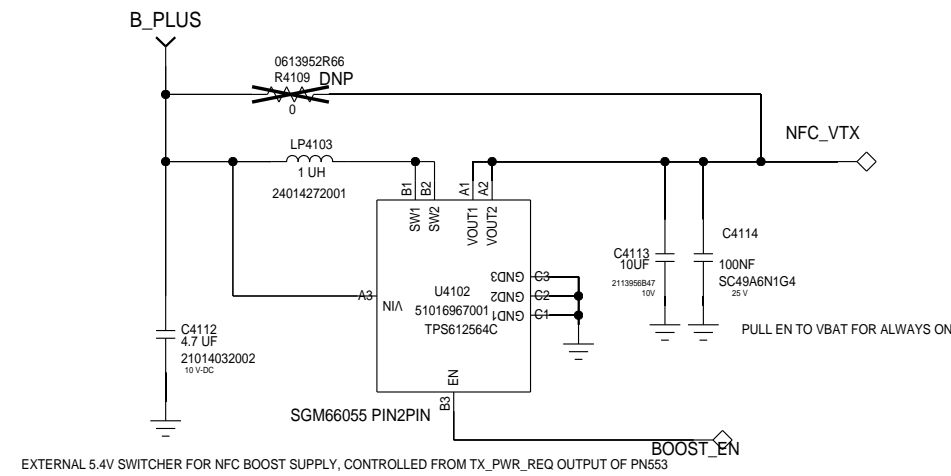 B_PLUS
0613952R66
R4109 DNP
0
NFC_VTX
LP4103
1 UH
24014272001
B1
B2
A1
A2
SW1
SW2
VOUT1
VOUT2
C4113
10UF
2113956B47
10V
C4114
100NF
SC49A6N1G4
25 V
GND3
C3
GND2
C2
GND1
C1
A3
VIN
U4102
51016967001
TPS612564C
C4112
4.7 UF
21014032002
10 V-DC
PULL EN TO VBAT FOR ALWAYS ON
EN
B3
SGM66055 PIN2PIN
BOOST_EN
EXTERNAL 5.4V SWITCHER FOR NFC BOOST SUPPLY, CONTROLLED FROM TX_PWR_REQ OUTPUT OF PN553